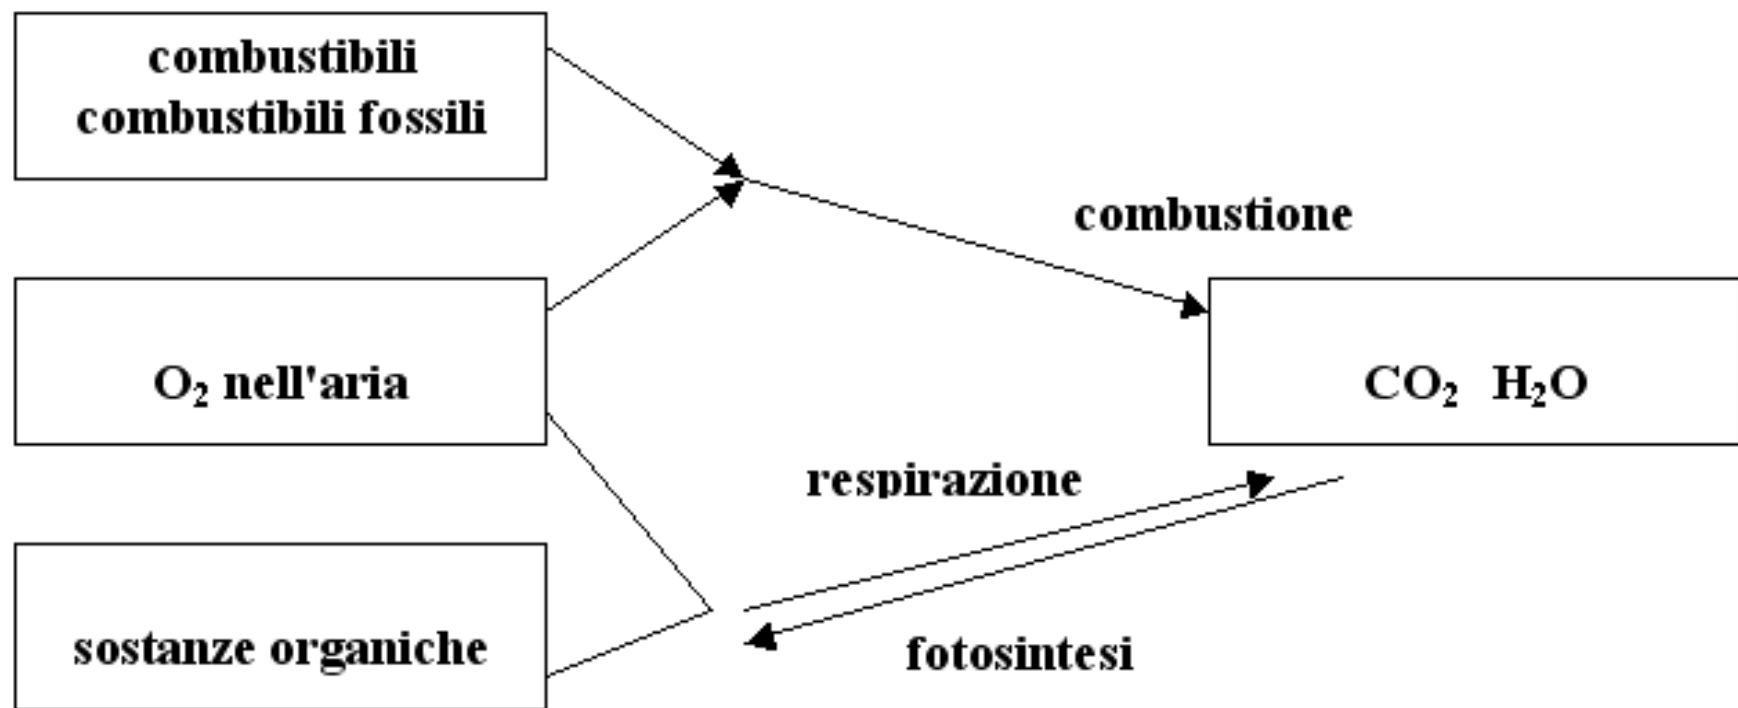 combustibili
combustibili fossili
combustione
O₂ nell'aria
CO₂ H₂O
respirazione
sostanze organiche
fotosintesi